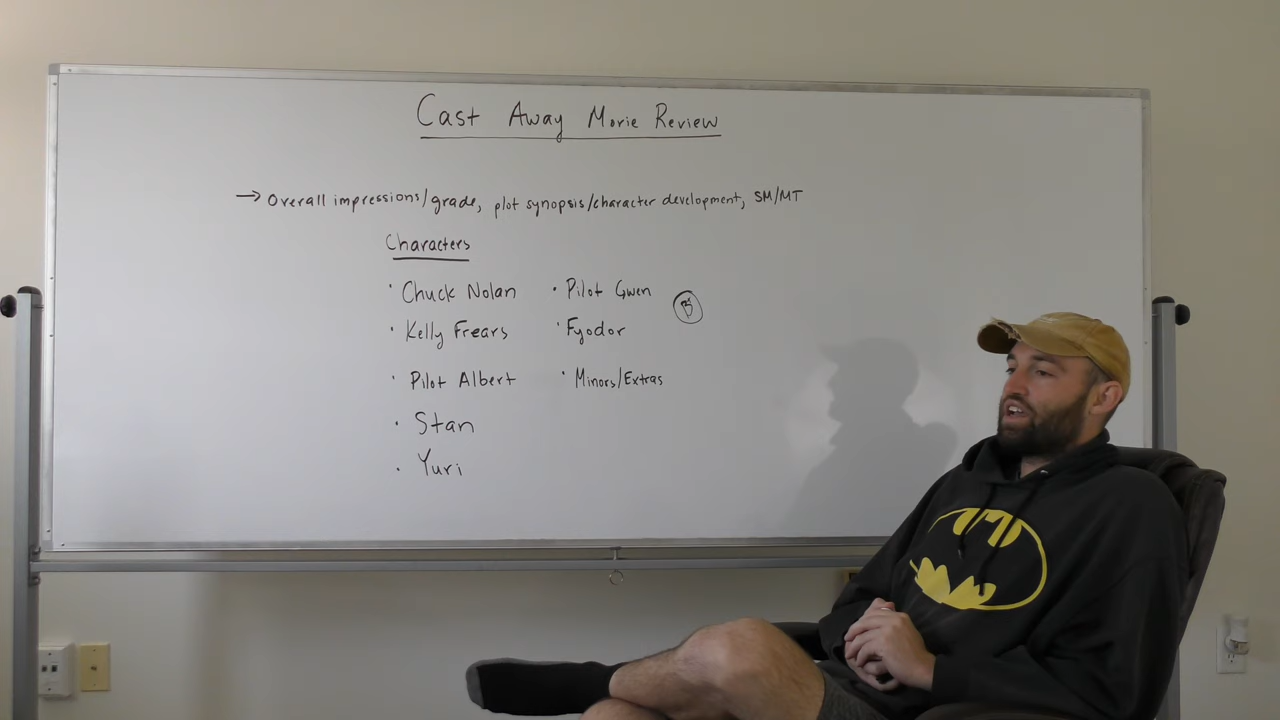 Cast Away Movie Review
→ Overall impressions/grade, plot synopsis/character development, SM/MT
Characters
· Chuck Nolan
· Kelly Frears
· Pilot Albert
· Stan
· Yuri
· Pilot Gwen
· Fyodor
· Minors/Extras